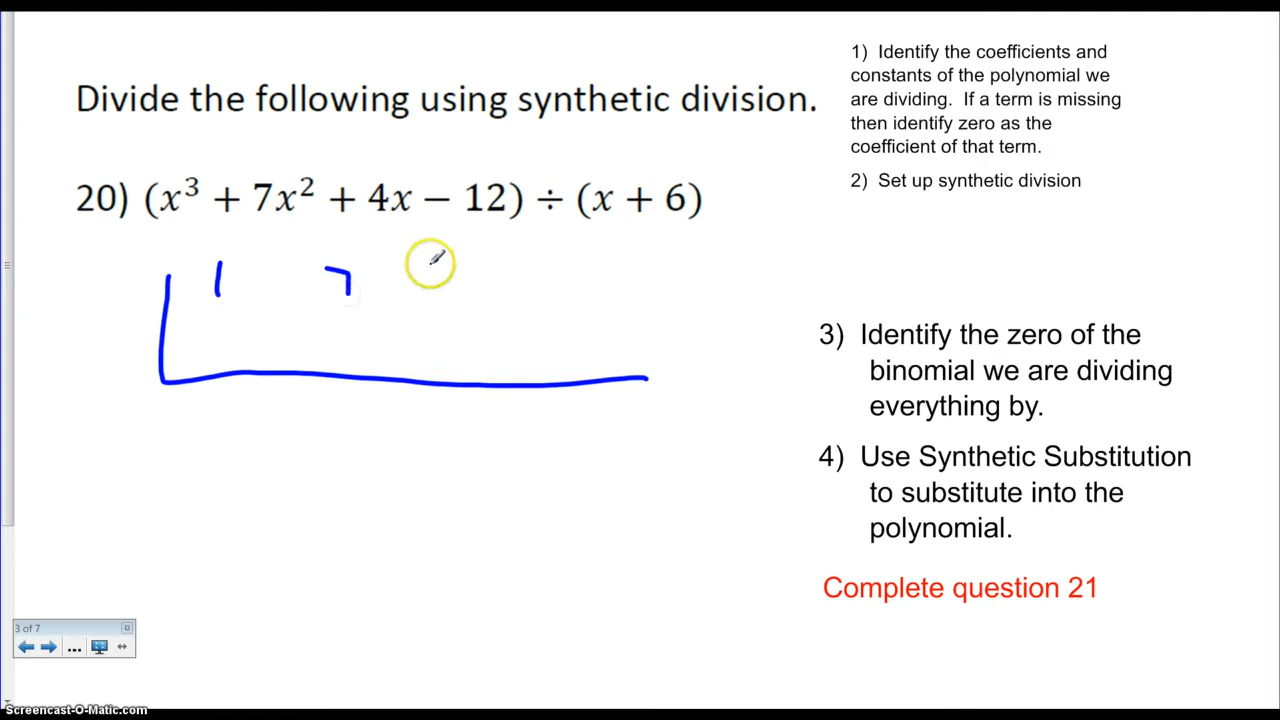 Divide the following using synthetic division.
20) (x³ + 7x² + 4x − 12) ÷ (x + 6)
1 7
1) Identify the coefficients and
constants of the polynomial we
are dividing. If a term is missing
then identify zero as the
coefficient of that term.
2) Set up synthetic division
3) Identify the zero of the
binomial we are dividing
everything by.
4) Use Synthetic Substitution
to substitute into the
polynomial.
Complete question 21
3 of 7
...
Screencast-O-Matic.com